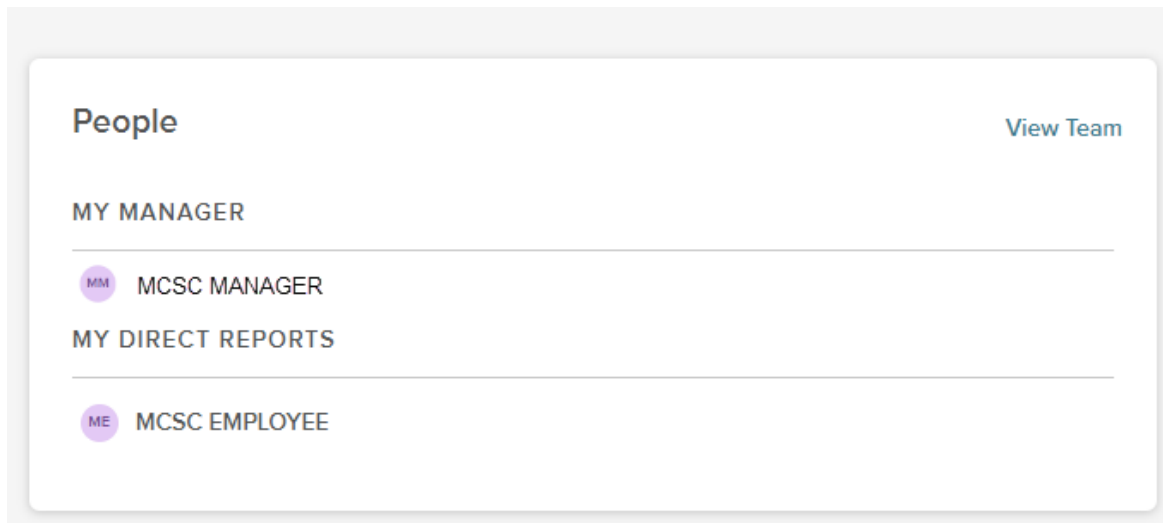 People
View Team
MY MANAGER
MM MCSC MANAGER
MY DIRECT REPORTS
ME MCSC EMPLOYEE